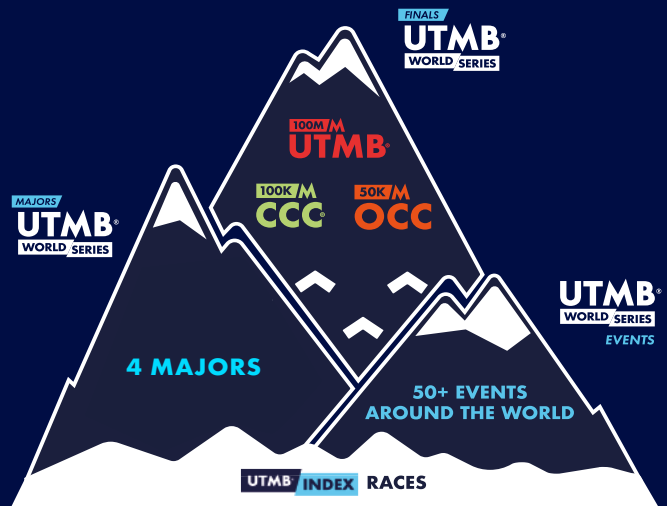 FINALS
UTMB®
WORLD SERIES
100M M
UTMB®
100K M
CCC®
50K M
OCC
MAJORS
UTMB®
WORLD SERIES
4 MAJORS
UTMB®
WORLD SERIES
EVENTS
50+ EVENTS
AROUND THE WORLD
UTMB® INDEX RACES